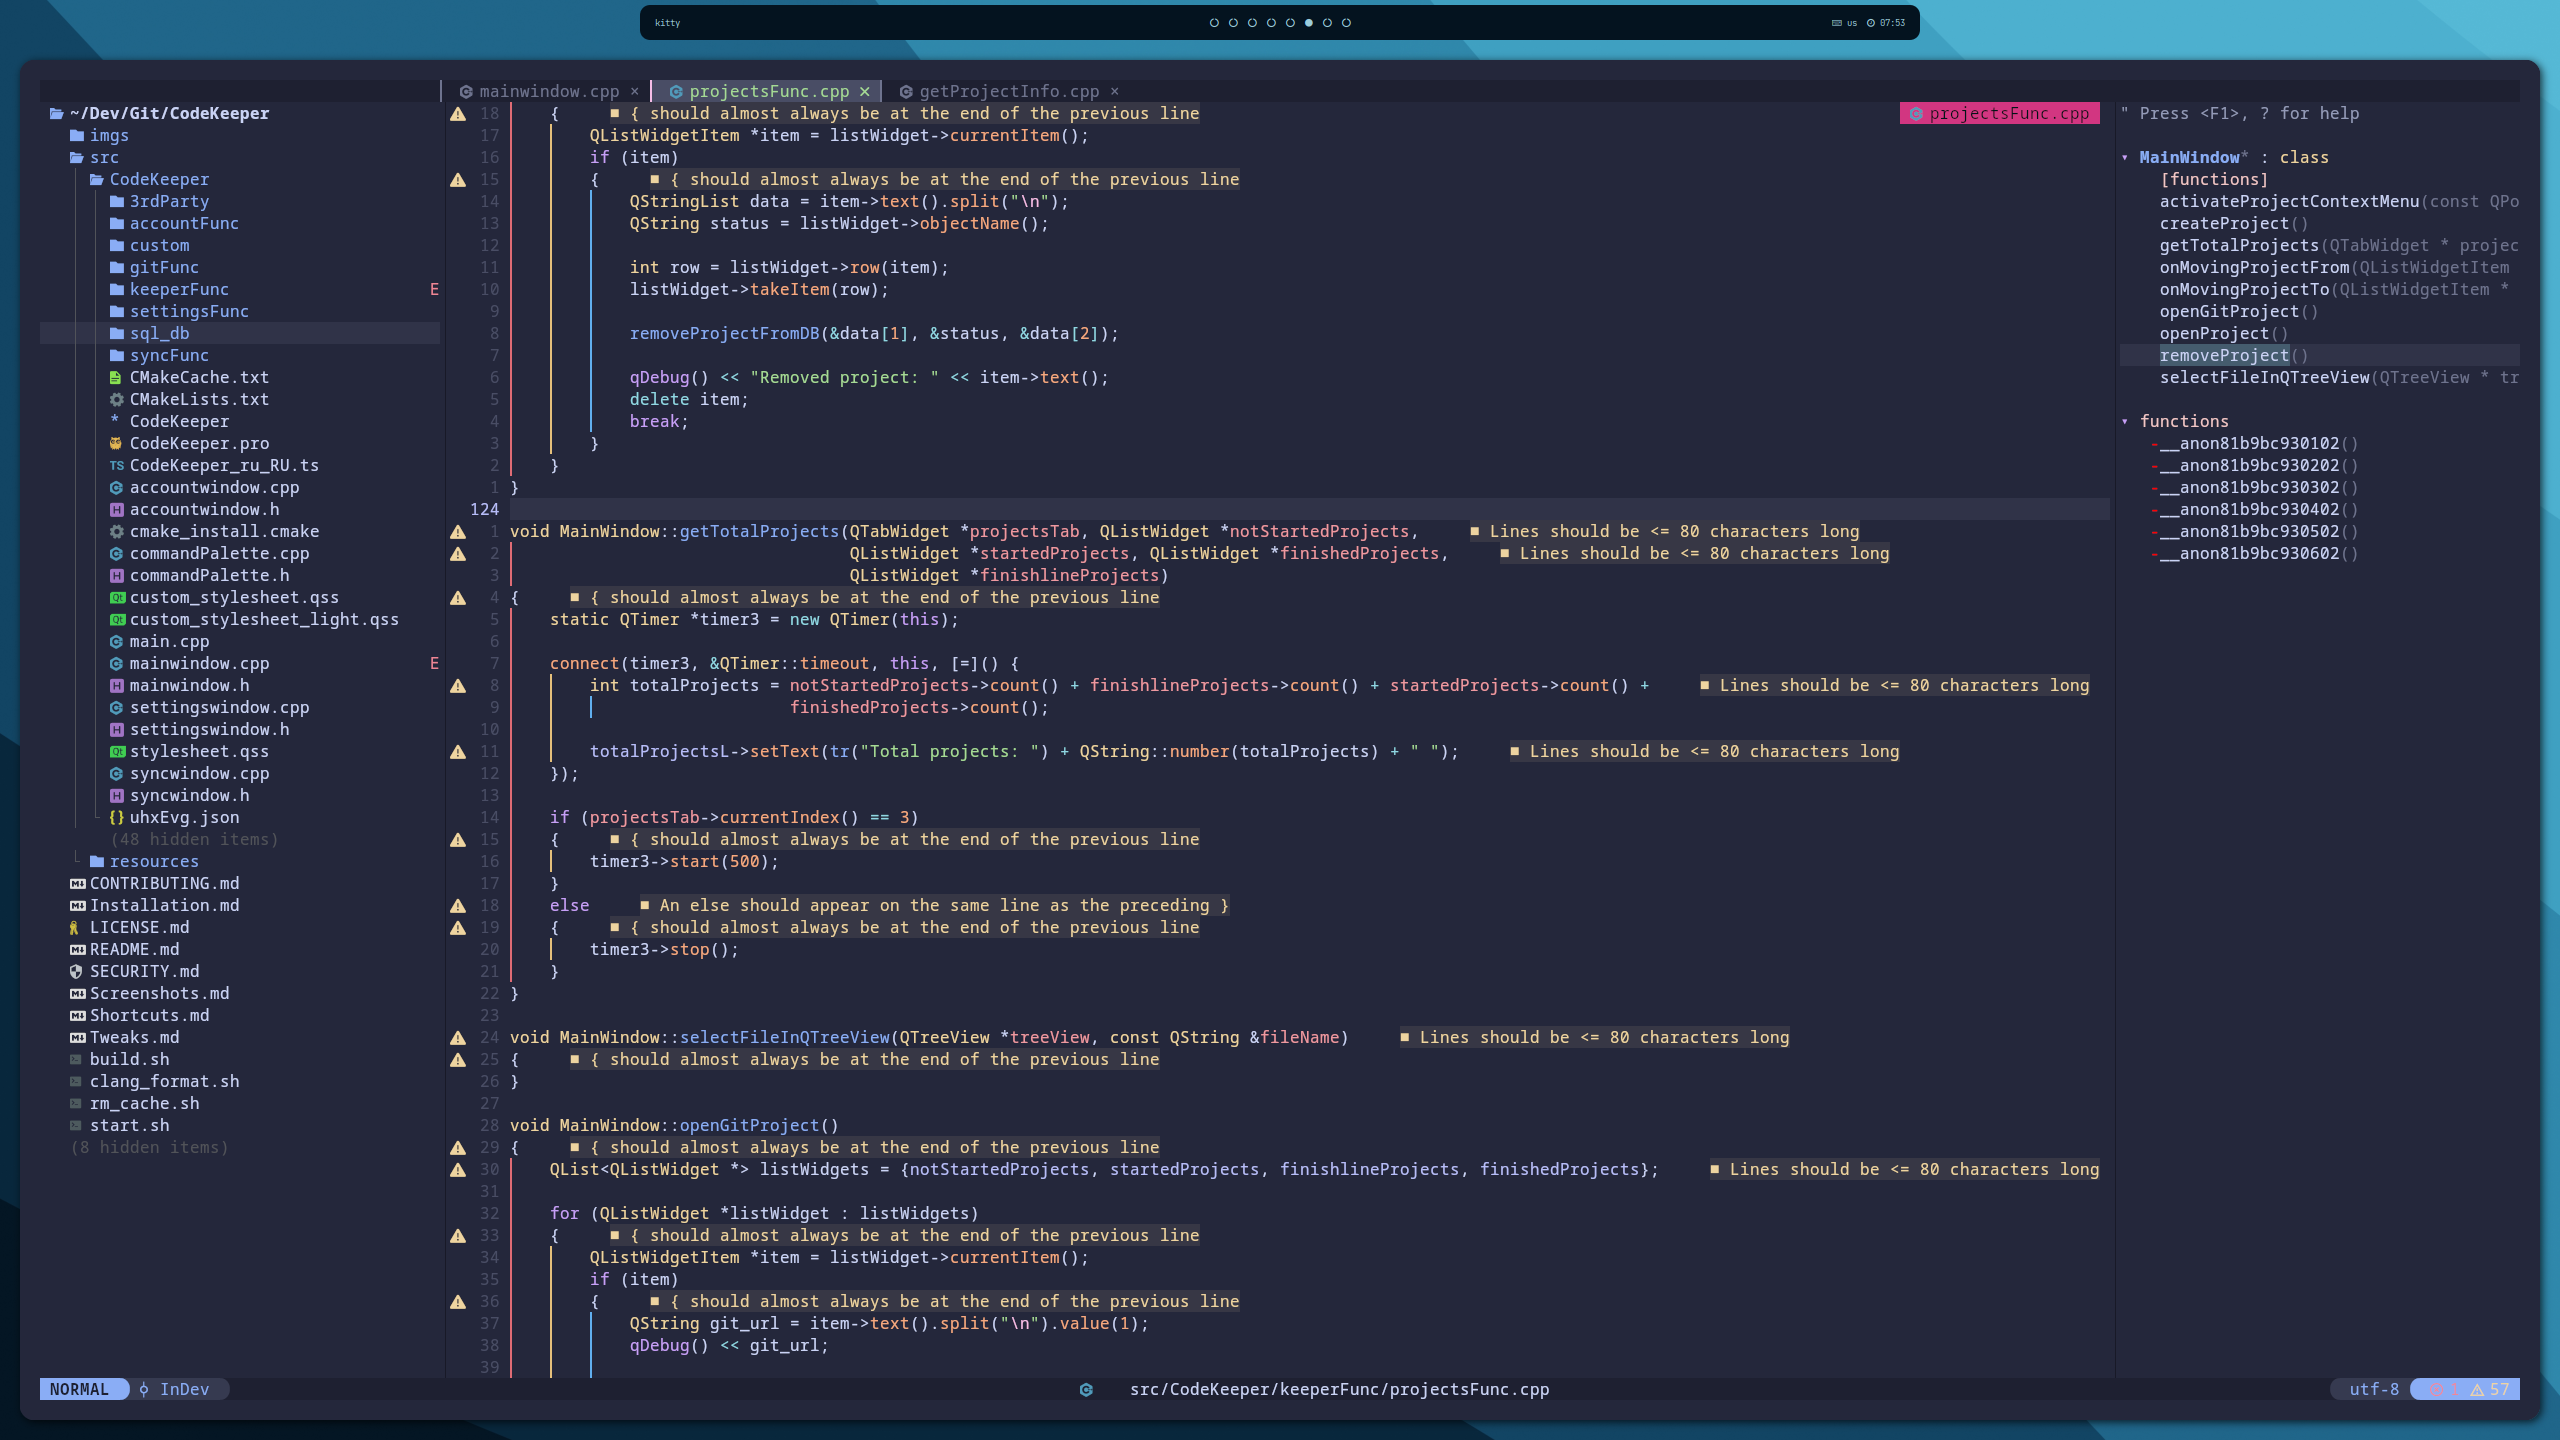 kitty
us 07:53
mainwindow.cpp ×
projectsFunc.cpp ×
getProjectInfo.cpp ×
~/Dev/Git/CodeKeeper
imgs
src
CodeKeeper
3rdParty
accountFunc
custom
gitFunc
keeperFunc E
settingsFunc
sql_db
syncFunc
CMakeCache.txt
CMakeLists.txt
* CodeKeeper
CodeKeeper.pro
TS CodeKeeper_ru_RU.ts
accountwindow.cpp
H accountwindow.h
cmake_install.cmake
commandPalette.cpp
H commandPalette.h
Qt custom_stylesheet.qss
Qt custom_stylesheet_light.qss
main.cpp
mainwindow.cpp E
H mainwindow.h
settingswindow.cpp
H settingswindow.h
Qt stylesheet.qss
syncwindow.cpp
H syncwindow.h
{} uhxEvg.json
(48 hidden items)
resources
CONTRIBUTING.md
Installation.md
LICENSE.md
README.md
SECURITY.md
Screenshots.md
Shortcuts.md
Tweaks.md
build.sh
clang_format.sh
rm_cache.sh
start.sh
(8 hidden items)
18 { ■ { should almost always be at the end of the previous line
projectsFunc.cpp
17 QListWidgetItem *item = listWidget->currentItem();
16 if (item)
15 { ■ { should almost always be at the end of the previous line
14 QStringList data = item->text().split("\n");
13 QString status = listWidget->objectName();
12
11 int row = listWidget->row(item);
10 listWidget->takeItem(row);
9
8 removeProjectFromDB(&data[1], &status, &data[2]);
7
6 qDebug() << "Removed project: " << item->text();
5 delete item;
4 break;
3 }
2 }
1 }
124
1 void MainWindow::getTotalProjects(QTabWidget *projectsTab, QListWidget *notStartedProjects, ■ Lines should be <= 80 characters long
2 QListWidget *startedProjects, QListWidget *finishedProjects, ■ Lines should be <= 80 characters long
3 QListWidget *finishlineProjects)
4 { ■ { should almost always be at the end of the previous line
5 static QTimer *timer3 = new QTimer(this);
6
7 connect(timer3, &QTimer::timeout, this, [=]() {
8 int totalProjects = notStartedProjects->count() + finishlineProjects->count() + startedProjects->count() + ■ Lines should be <= 80 characters long
9 finishedProjects->count();
10
11 totalProjectsL->setText(tr("Total projects: ") + QString::number(totalProjects) + " "); ■ Lines should be <= 80 characters long
12 });
13
14 if (projectsTab->currentIndex() == 3)
15 { ■ { should almost always be at the end of the previous line
16 timer3->start(500);
17 }
18 else ■ An else should appear on the same line as the preceding }
19 { ■ { should almost always be at the end of the previous line
20 timer3->stop();
21 }
22 }
23
24 void MainWindow::selectFileInQTreeView(QTreeView *treeView, const QString &fileName) ■ Lines should be <= 80 characters long
25 { ■ { should almost always be at the end of the previous line
26 }
27
28 void MainWindow::openGitProject()
29 { ■ { should almost always be at the end of the previous line
30 QList<QListWidget *> listWidgets = {notStartedProjects, startedProjects, finishlineProjects, finishedProjects}; ■ Lines should be <= 80 characters long
31
32 for (QListWidget *listWidget : listWidgets)
33 { ■ { should almost always be at the end of the previous line
34 QListWidgetItem *item = listWidget->currentItem();
35 if (item)
36 { ■ { should almost always be at the end of the previous line
37 QString git_url = item->text().split("\n").value(1);
38 qDebug() << git_url;
39
" Press <F1>, ? for help
▾ MainWindow* : class
[functions]
activateProjectContextMenu(const QPo
createProject()
getTotalProjects(QTabWidget * projec
onMovingProjectFrom(QListWidgetItem
onMovingProjectTo(QListWidgetItem *
openGitProject()
openProject()
removeProject()
selectFileInQTreeView(QTreeView * tr
▾ functions
-__anon81b9bc930102()
-__anon81b9bc930202()
-__anon81b9bc930302()
-__anon81b9bc930402()
-__anon81b9bc930502()
-__anon81b9bc930602()
NORMAL InDev
src/CodeKeeper/keeperFunc/projectsFunc.cpp
utf-8 57